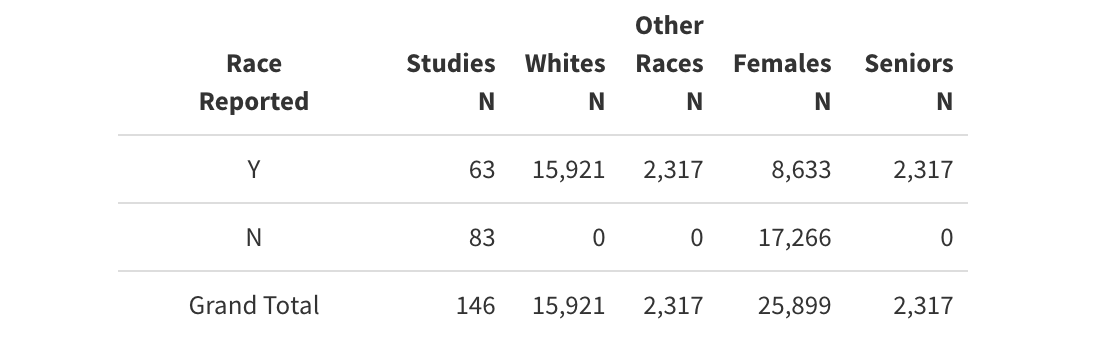 Other
Race Studies Whites Races Females Seniors
Reported N N N N N
Y 63 15,921 2,317 8,633 2,317
N 83 0 0 17,266 0
Grand Total 146 15,921 2,317 25,899 2,317